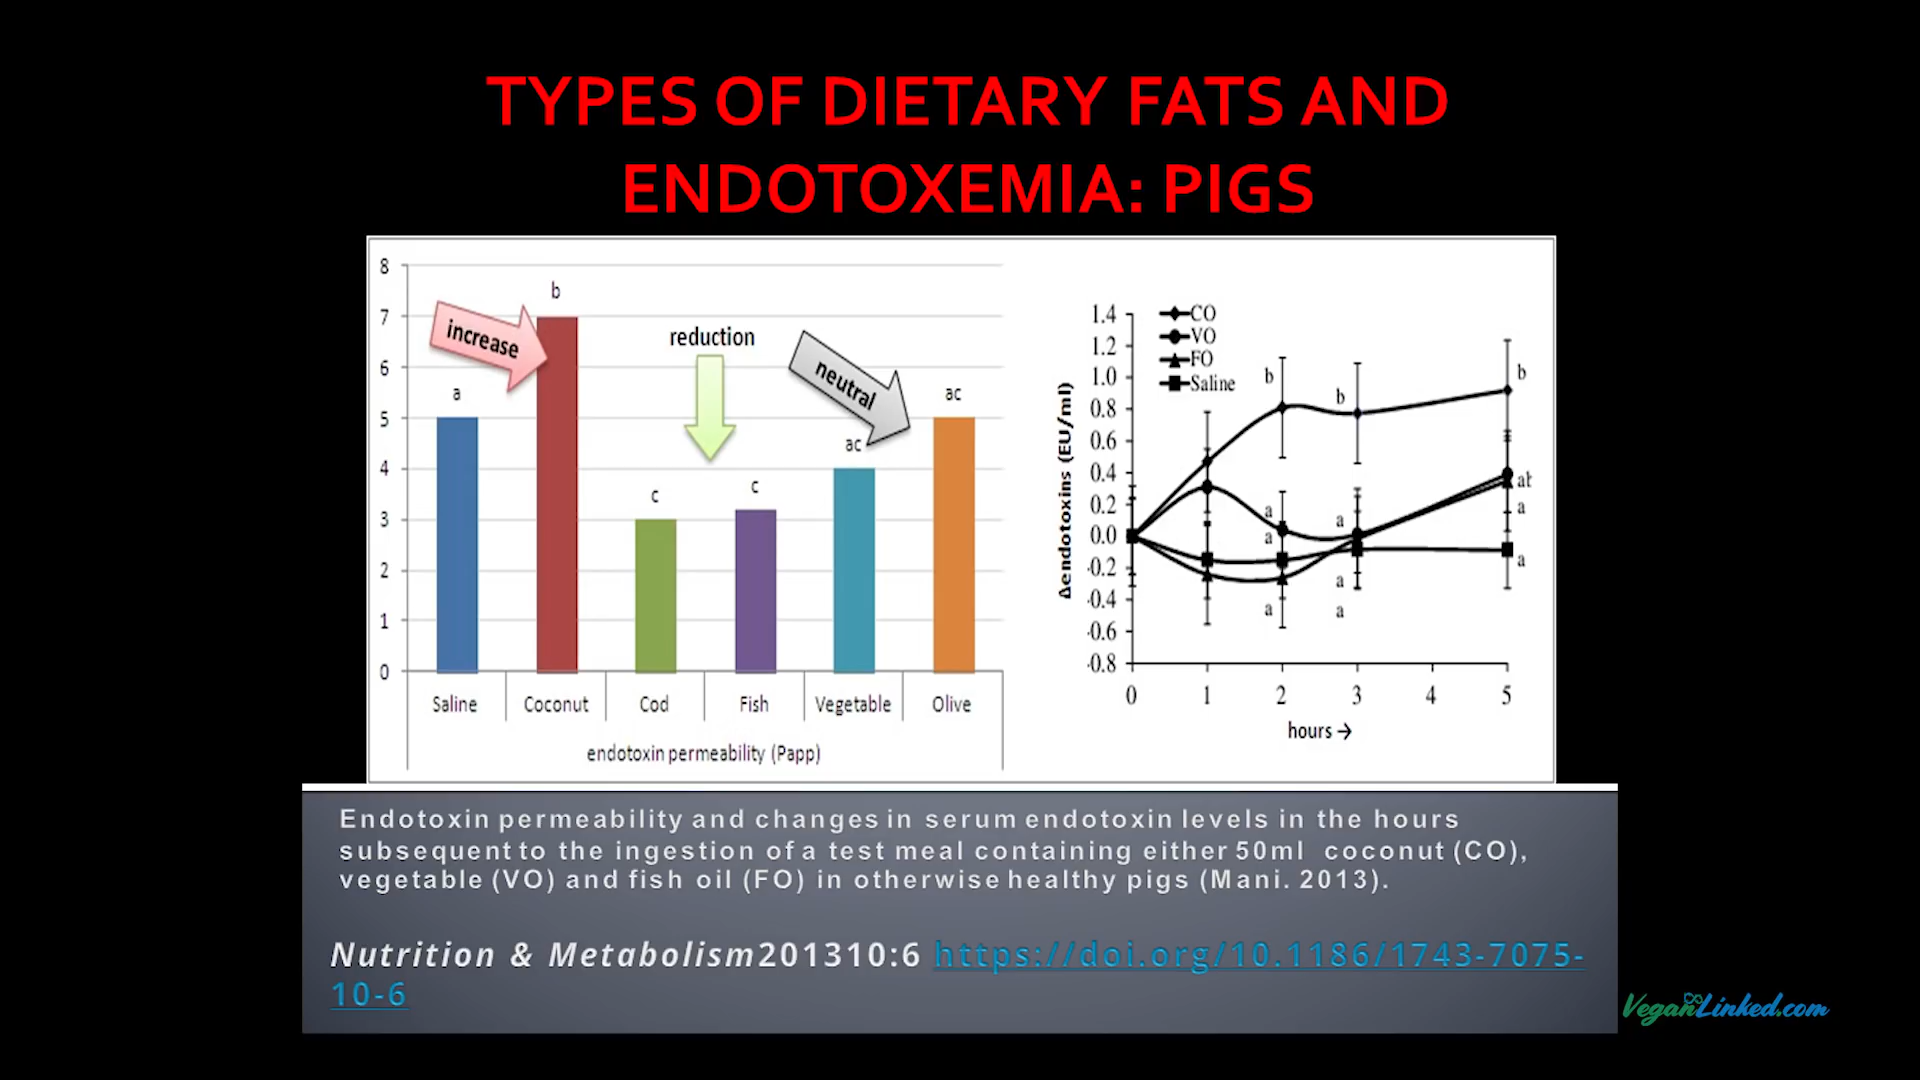 TYPES OF DIETARY FATS AND
ENDOTOXEMIA: PIGS
8
7
6
5
4
3
2
1
0
increase
reduction
neutral
a
b
c
c
ac
ac
Saline
Coconut
Cod
Fish
Vegetable
Olive
endotoxin permeability (Papp)
Δendotoxins (EU/ml)
1.4
1.2
1.0
0.8
0.6
0.4
0.2
0.0
-0.2
-0.4
-0.6
-0.8
CO
VO
FO
Saline
b
b
b
a
a
a
a
a
a
ab
a
a
0
1
2
3
4
5
hours →
Endotoxin permeability and changes in serum endotoxin levels in the hours
subsequent to the ingestion of a test meal containing either 50ml coconut (CO),
vegetable (VO) and fish oil (FO) in otherwise healthy pigs (Mani. 2013).
Nutrition & Metabolism201310:6 https://doi.org/10.1186/1743-7075-
10-6
VeganLinked.com